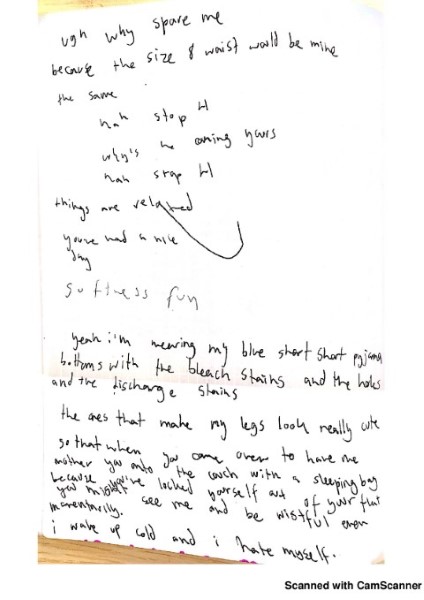 ugh why spare me
because the size & waist would be mine
the same
nah stop it
why's he coming yours
nah stop it
things are relaxed
you've had a nice
day
softness fun
yeah i'm wearing my blue short short pyjama
bottoms with the bleach stains and the holes
and the discharge stains
the ones that make my legs look really cute
so that when you come over to have me
mother you onto the couch with a sleeping bag
because you've locked yourself out of your flat
you might see me and be wistful even
momentarily.
i wake up cold and i hate myself.
Scanned with CamScanner